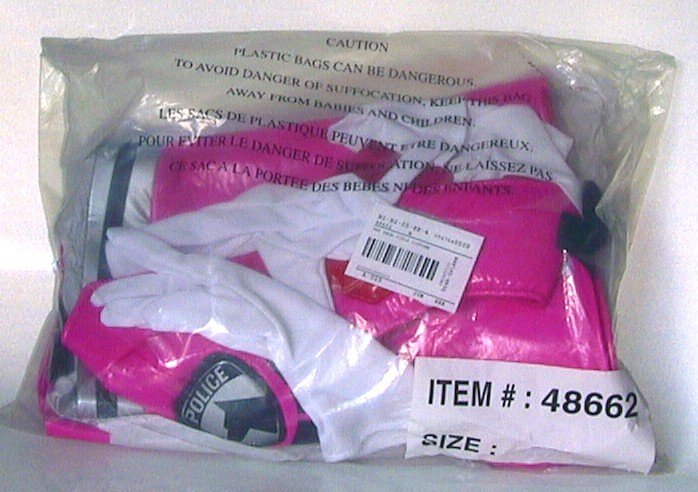 CAUTION
PLASTIC BAGS CAN BE DANGEROUS
TO AVOID DANGER OF SUFFOCATION, KEEP THIS BAG
AWAY FROM BABIES AND CHILDREN.
LES SACS DE PLASTIQUE PEUVENT ETRE DANGEREUX,
POUR EVITER LE DANGER DE SUFFOCATION, NE LAISSEZ PAS
CE SAC A LA PORTEE DES BEBES NI DES ENFANTS.
POLICE
ITEM # : 48662
SIZE :